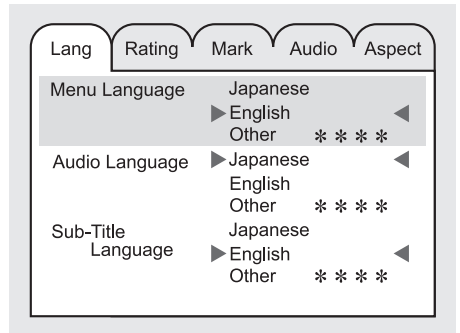 Lang Rating Mark Audio Aspect
Menu Language Japanese
▶English ◀
Other ＊＊＊＊
Audio Language ▶Japanese ◀
English
Other ＊＊＊＊
Sub-Title Japanese
Language ▶English ◀
Other ＊＊＊＊